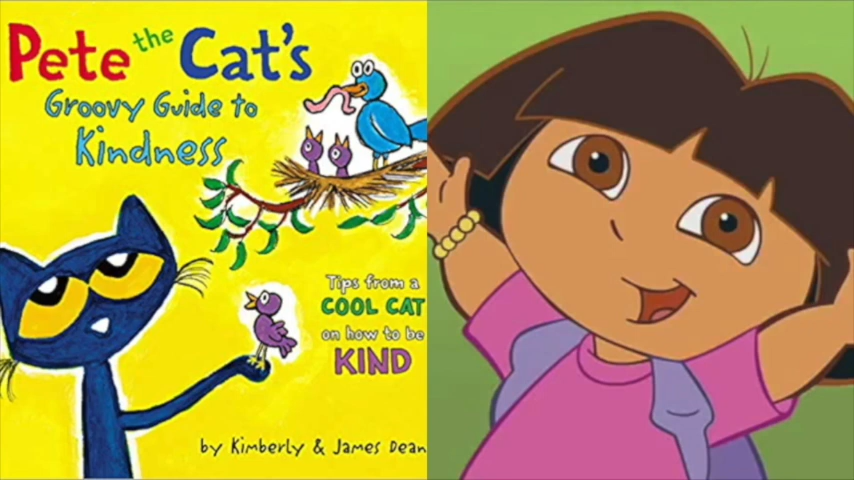 Pete the Cat's
Groovy Guide to
Kindness
Tips from a
COOL CAT
on how to be
KIND
by Kimberly & James Dean